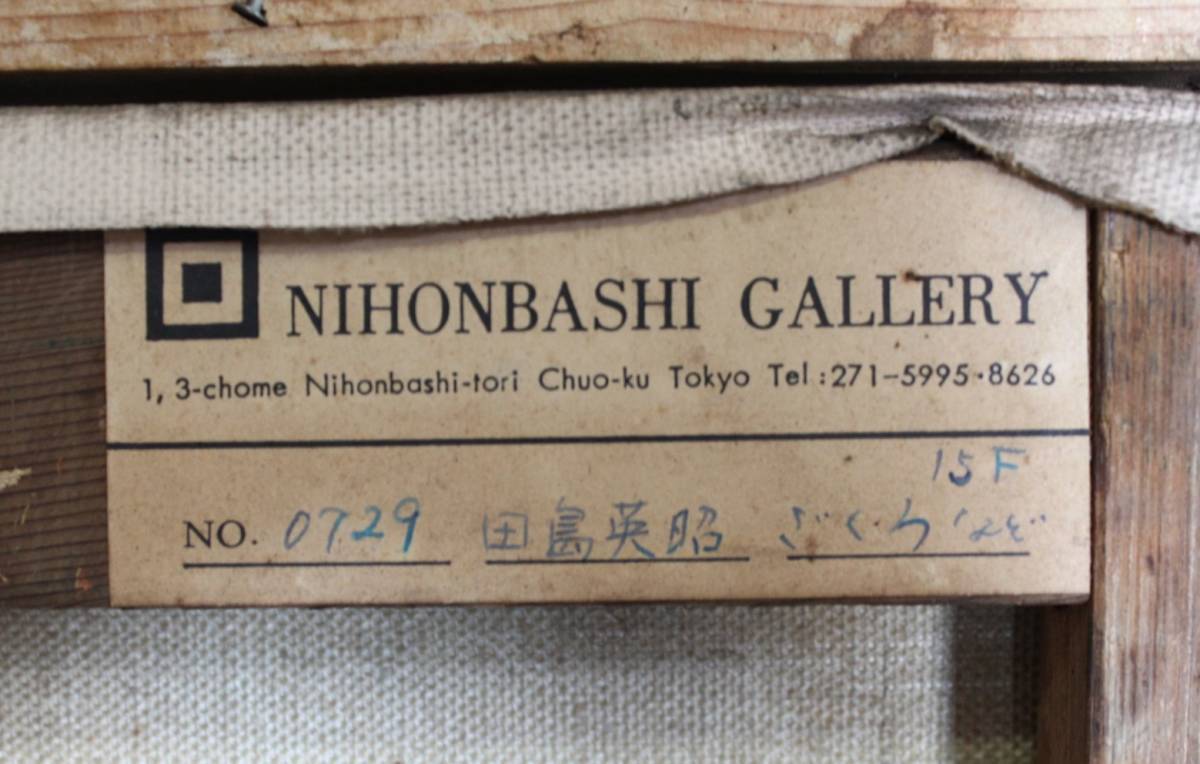 NIHONBASHI GALLERY
1, 3-chome Nihonbashi-tori Chuo-ku Tokyo Tel:271-5995・8626
15F
NO. 0729 田島英昭